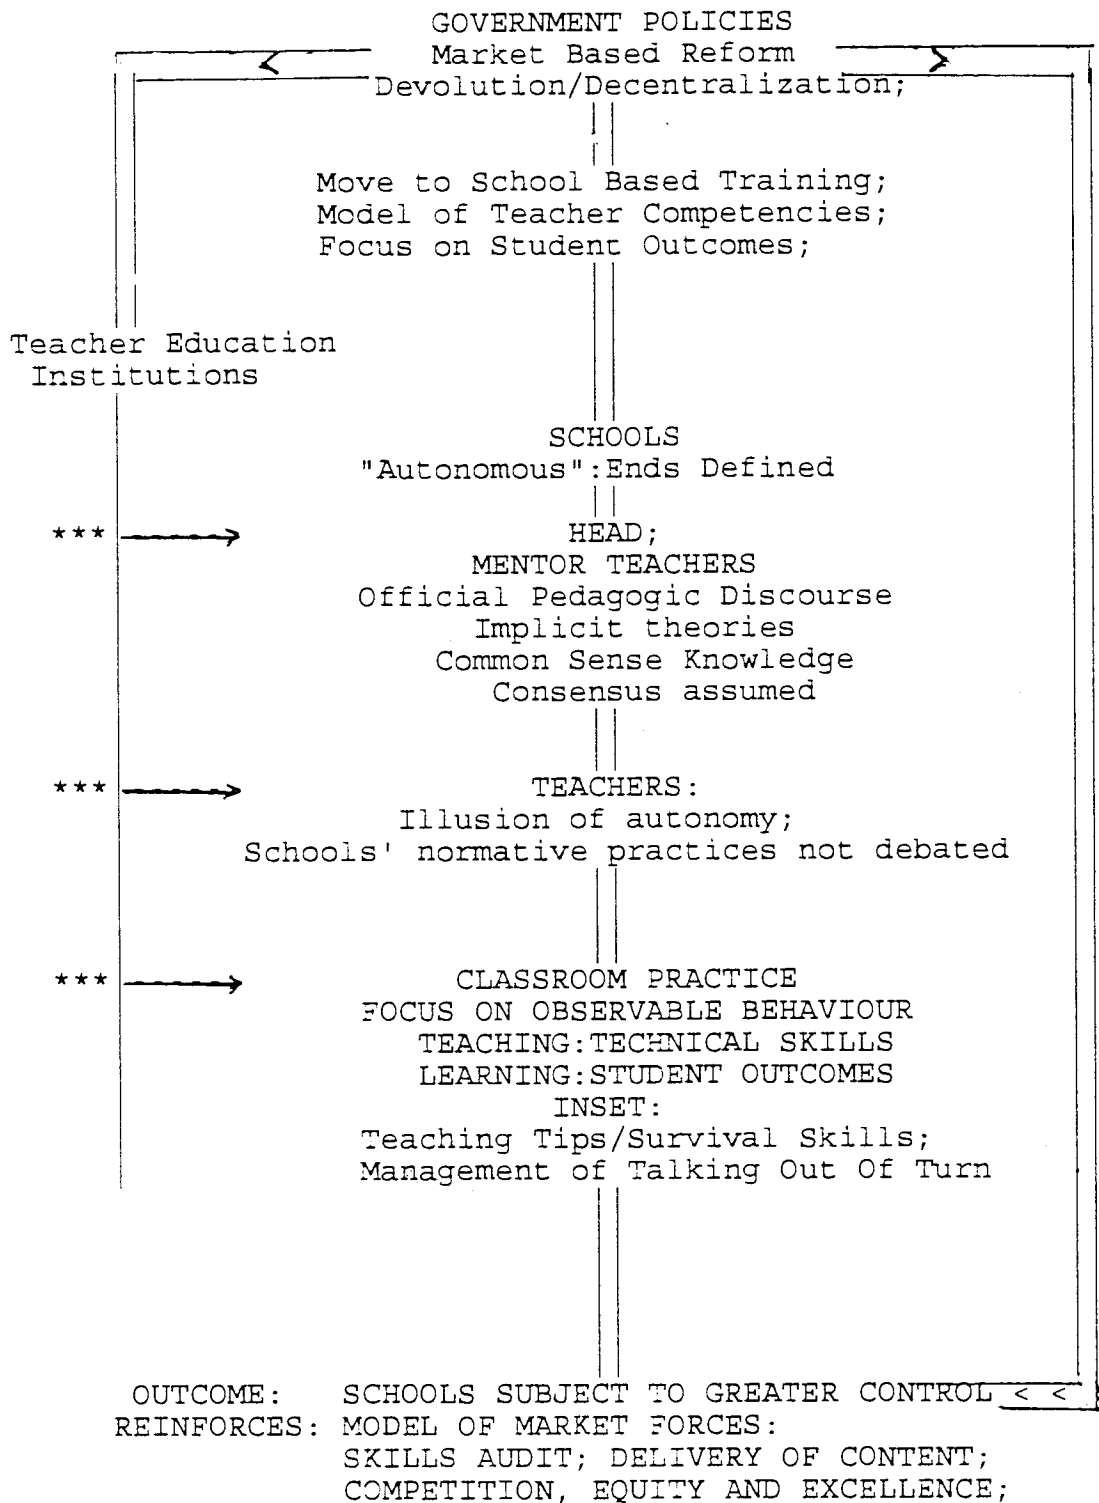 GOVERNMENT POLICIES
Market Based Reform
Devolution/Decentralization;
Move to School Based Training;
Model of Teacher Competencies;
Focus on Student Outcomes;
Teacher Education
Institutions
SCHOOLS
"Autonomous":Ends Defined
*** HEAD;
MENTOR TEACHERS
Official Pedagogic Discourse
Implicit theories
Common Sense Knowledge
Consensus assumed
*** TEACHERS:
Illusion of autonomy;
Schools' normative practices not debated
*** CLASSROOM PRACTICE
FOCUS ON OBSERVABLE BEHAVIOUR
TEACHING:TECHNICAL SKILLS
LEARNING:STUDENT OUTCOMES
INSET:
Teaching Tips/Survival Skills;
Management of Talking Out Of Turn
OUTCOME: SCHOOLS SUBJECT TO GREATER CONTROL < <
REINFORCES: MODEL OF MARKET FORCES:
SKILLS AUDIT; DELIVERY OF CONTENT;
COMPETITION, EQUITY AND EXCELLENCE;